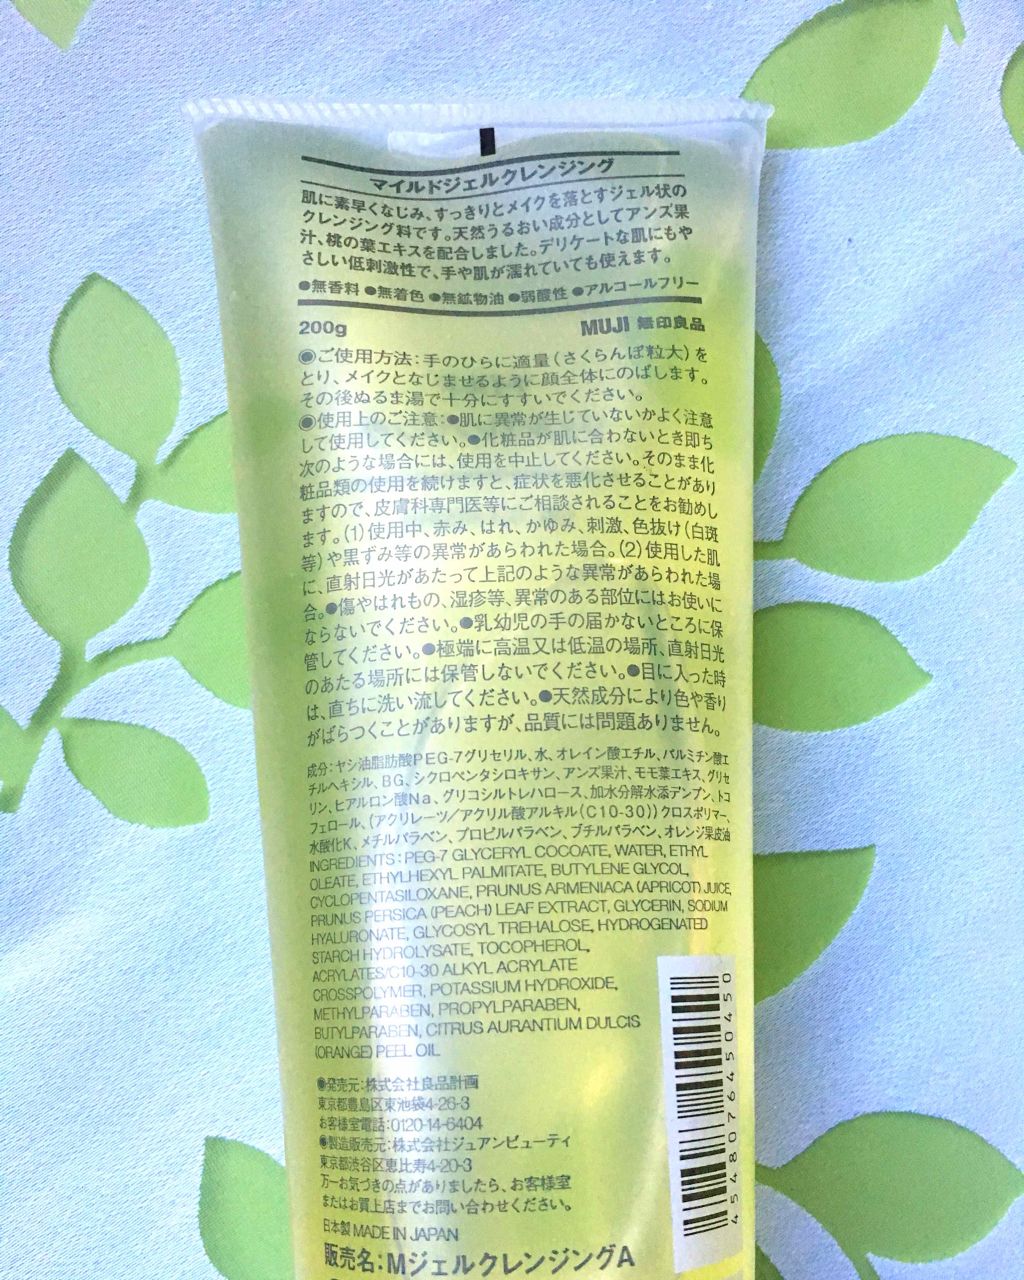 マイルドジェルクレンジング
肌に素早くなじみ、すっきりとメイクを落とすジェル状の
クレンジング料です。天然うるおい成分としてアンズ果
汁、桃の葉エキスを配合しました。デリケートな肌にもや
さしい低刺激性で、手や肌が濡れていても使えます。
●無香料 ●無着色 ●無鉱物油 ●弱酸性 ●アルコールフリー
200g MUJI 無印良品
◉ご使用方法：手のひらに適量（さくらんぼ粒大）を
とり、メイクとなじませるように顔全体にのばします。
その後ぬるま湯で十分にすすいでください。
◉使用上のご注意：●肌に異常が生じていないかよく注意
して使用してください。●化粧品が肌に合わないとき即ち
次のような場合には、使用を中止してください。そのまま化
粧品類の使用を続けますと、症状を悪化させることがあり
ますので、皮膚科専門医等にご相談されることをお勧めし
ます。(1)使用中、赤み、はれ、かゆみ、刺激、色抜け(白斑
等)や黒ずみ等の異常があらわれた場合。(2)使用した肌
に、直射日光があたって上記のような異常があらわれた場
合。●傷やはれもの、湿疹等、異常のある部位にはお使いに
ならないでください。●乳幼児の手の届かないところに保
管してください。●極端に高温又は低温の場所、直射日光
のあたる場所には保管しないでください。●目に入った時
は、直ちに洗い流してください。●天然成分により色や香り
がばらつくことがありますが、品質には問題ありません。
成分：ヤシ油脂肪酸PEG-7グリセリル、水、オレイン酸エチル、パルミチン酸エ
チルヘキシル、BG、シクロペンタシロキサン、アンズ果汁、モモ葉エキス、グリセ
リン、ヒアルロン酸Na、グリコシルトレハロース、加水分解水添デンプン、トコ
フェロール、(アクリレーツ／アクリル酸アルキル(C10-30))クロスポリマー、
水酸化K、メチルパラベン、プロピルパラベン、ブチルパラベン、オレンジ果皮油
INGREDIENTS：PEG-7 GLYCERYL COCOATE, WATER, ETHYL
OLEATE, ETHYLHEXYL PALMITATE, BUTYLENE GLYCOL,
CYCLOPENTASILOXANE, PRUNUS ARMENIACA (APRICOT) JUICE,
PRUNUS PERSICA (PEACH) LEAF EXTRACT, GLYCERIN, SODIUM
HYALURONATE, GLYCOSYL TREHALOSE, HYDROGENATED
STARCH HYDROLYSATE, TOCOPHEROL,
ACRYLATES/C10-30 ALKYL ACRYLATE
CROSSPOLYMER, POTASSIUM HYDROXIDE,
METHYLPARABEN, PROPYLPARABEN,
BUTYLPARABEN, CITRUS AURANTIUM DULCIS
(ORANGE) PEEL OIL
◉発売元：株式会社良品計画
東京都豊島区東池袋4-26-3
お客様室電話：0120-14-6404
◉製造販売元：株式会社ジュアンビューティ
東京都渋谷区恵比寿4-20-3
万一お気づきの点がありましたら、お客様室
またはお買上店までお問い合わせください。
日本製 MADE IN JAPAN
販売名：MジェルクレンジングA
4548076450450